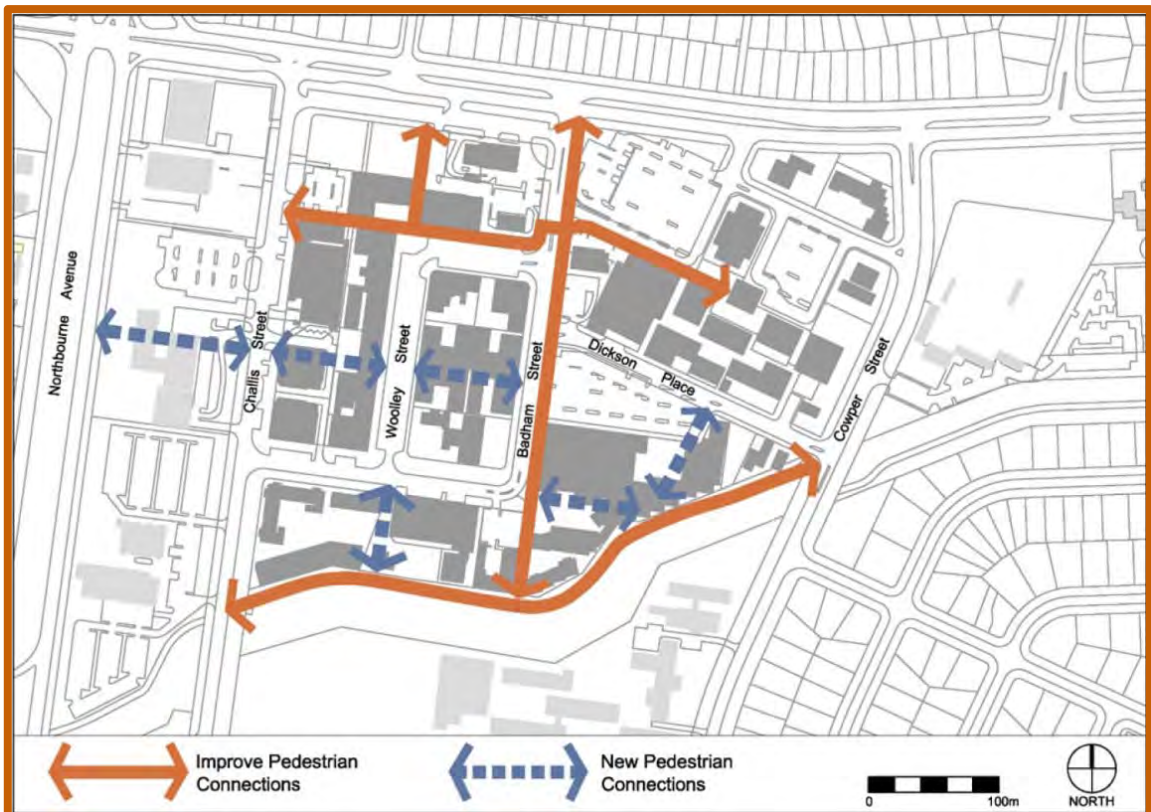 Northbourne Avenue
Challis Street
Woolley Street
Badham Street
Dickson Place
Cowper Street
Improve Pedestrian
Connections
New Pedestrian
Connections
0 100m
NORTH